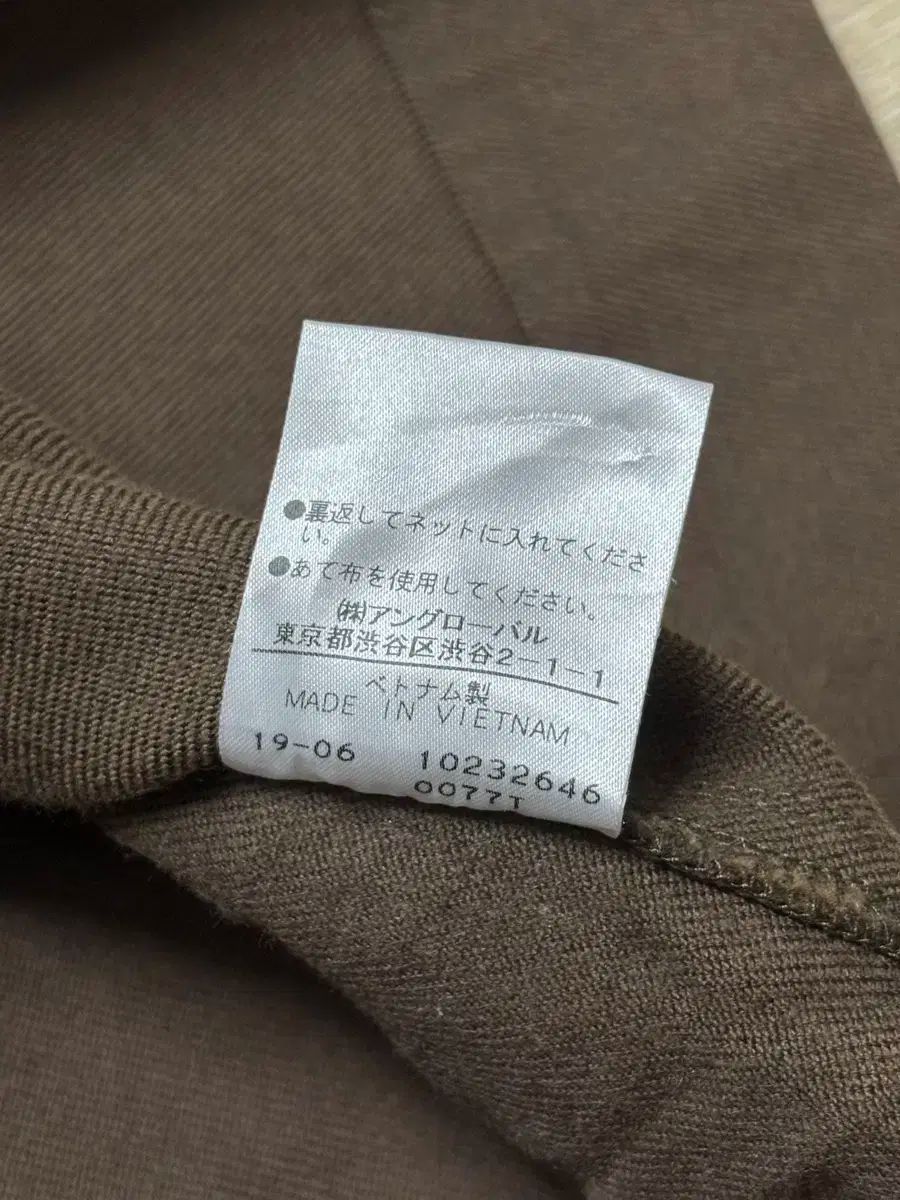 ●裏返してネットに入れてくださ
い。
●あて布を使用してください。
㈱アングローバル
東京都渋谷区渋谷2-1-1
ベトナム製
MADE IN VIETNAM
19-06 10232646
0077T